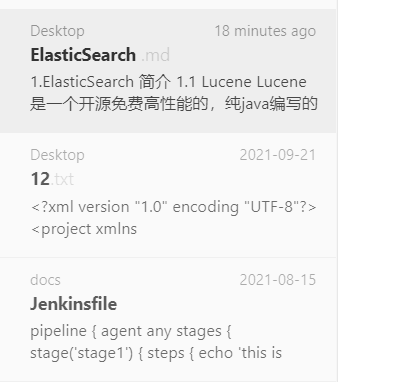 Desktop 18 minutes ago
ElasticSearch .md
1.ElasticSearch 简介 1.1 Lucene Lucene
是一个开源免费高性能的，纯java编写的
Desktop 2021-09-21
12.txt
<?xml version "1.0" encoding "UTF-8"?>
<project xmlns
docs 2021-08-15
Jenkinsfile
pipeline { agent any stages {
stage('stage1') { steps { echo 'this is